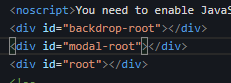 <noscript>You need to enable JavaS
<div id="backdrop-root"></div>
<div id="modal-root"></div>
<div id="root"></div>